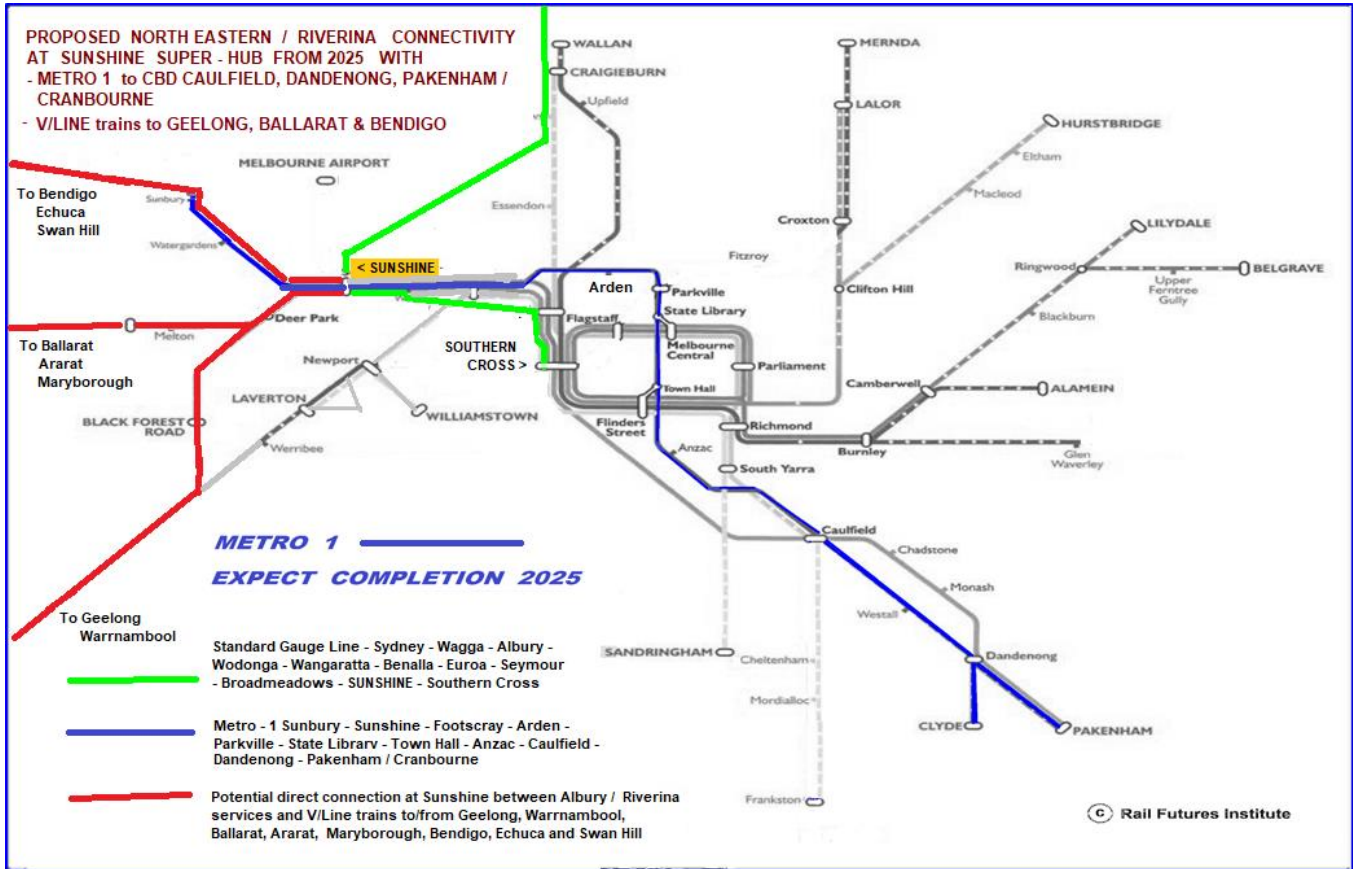 PROPOSED NORTH EASTERN / RIVERINA CONNECTIVITY
AT SUNSHINE SUPER - HUB FROM 2025 WITH
- METRO 1 to CBD CAULFIELD, DANDENONG, PAKENHAM /
CRANBOURNE
- V/LINE trains to GEELONG, BALLARAT & BENDIGO
WALLAN
CRAIGIEBURN
Upfield
MERNDA
LALOR
HURSTBRIDGE
Eltham
Macleod
MELBOURNE AIRPORT
To Bendigo
Echuca
Swan Hill
Sunbury
Watergardens
Essendon
Croxton
LILYDALE
Fitzroy
Ringwood
BELGRAVE
Upper
Ferntree
Gully
< SUNSHINE
Arden
Parkville
Clifton Hill
Blackburn
Deer Park
Flagstaff
State Library
Melbourne
Central
Melton
To Ballarat
Ararat
Maryborough
Newport
SOUTHERN
CROSS >
Parliament
Town Hall
Camberwell
ALAMEIN
LAVERTON
WILLIAMSTOWN
BLACK FOREST
ROAD
Flinders
Street
Richmond
Burnley
Glen
Waverley
Werribee
Anzac
South Yarra
METRO 1
EXPECT COMPLETION 2025
Caulfield
Chadstone
Monash
Westall
To Geelong
Warrnambool
Standard Gauge Line - Sydney - Wagga - Albury -
Wodonga - Wangaratta - Benalla - Euroa - Seymour
- Broadmeadows - SUNSHINE - Southern Cross
SANDRINGHAM
Cheltenham
Dandenong
Mordialloc
CLYDE
PAKENHAM
Metro - 1 Sunbury - Sunshine - Footscray - Arden -
Parkville - State Library - Town Hall - Anzac - Caulfield -
Dandenong - Pakenham / Cranbourne
Potential direct connection at Sunshine between Albury / Riverina
services and V/Line trains to/from Geelong, Warrnambool,
Ballarat, Ararat, Maryborough, Bendigo, Echuca and Swan Hill
Frankston
© Rail Futures Institute